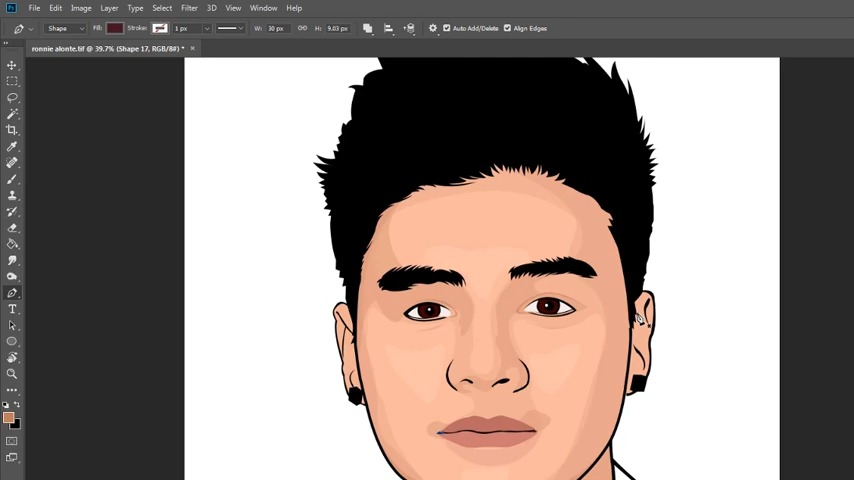 Ps File Edit Image Layer Type Select Filter 3D View Window Help
Shape Fill: Stroke: 1 px W: 30 px H: 9.03 px Auto Add/Delete Align Edges
ronnie alonte.tif @ 39.7% (Shape 17, RGB/8#) * ×
T